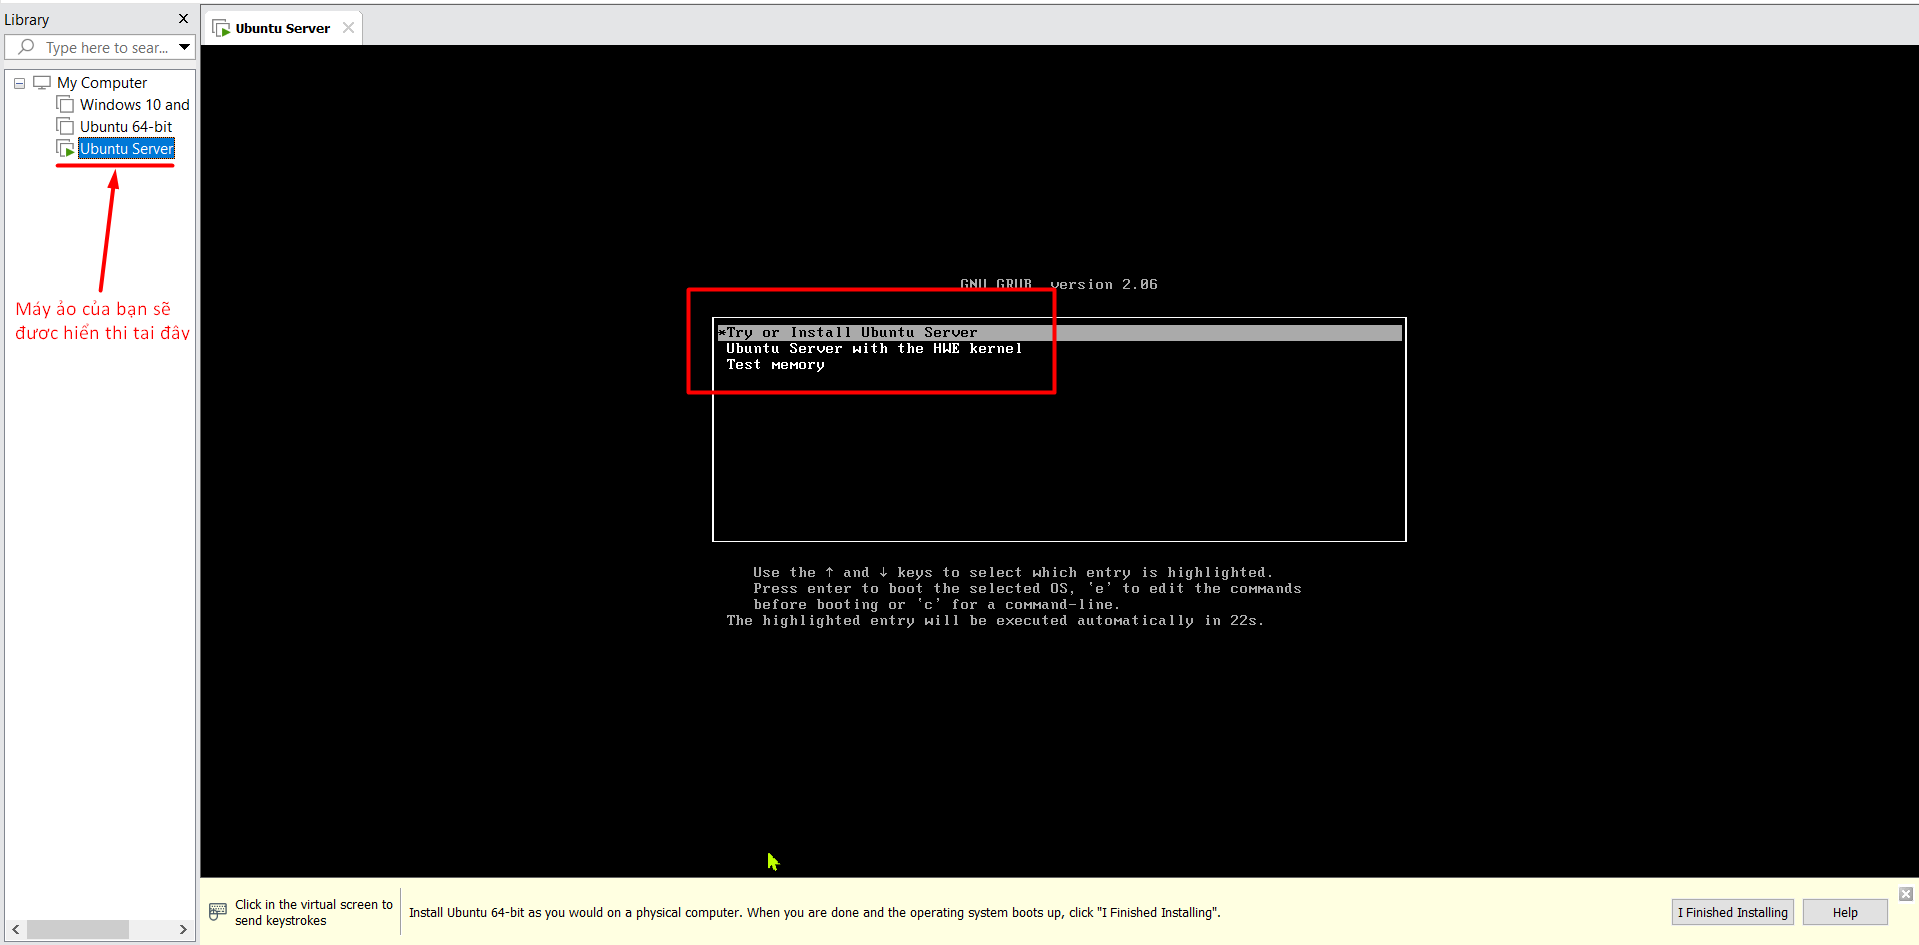 Library
Type here to sear...
My Computer
Windows 10 and
Ubuntu 64-bit
Ubuntu Server
Máy ảo của bạn sẽ
được hiển thi tai đây
Ubuntu Server
GNU GRUB  version 2.06
*Try or Install Ubuntu Server
Ubuntu Server with the HWE kernel
Test memory
Use the ↑ and ↓ keys to select which entry is highlighted.
Press enter to boot the selected OS, `e' to edit the commands
before booting or `c' for a command-line.
The highlighted entry will be executed automatically in 22s.
Click in the virtual screen to
send keystrokes
Install Ubuntu 64-bit as you would on a physical computer. When you are done and the operating system boots up, click "I Finished Installing".
I Finished Installing
Help